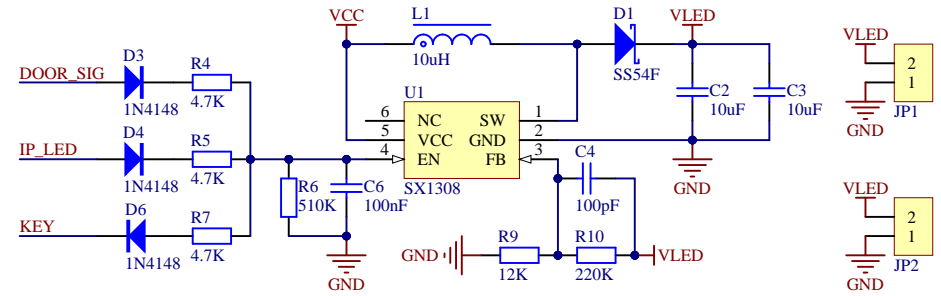 VCC
L1
10uH
D1
SS54F
VLED
C2
10uF
C3
10uF
VLED
2
1
GND
JP1
DOOR_SIG
D3
1N4148
R4
4.7K
IP_LED
D4
1N4148
R5
4.7K
KEY
D6
1N4148
R7
4.7K
R6
510K
C6
100nF
GND
U1
6 NC SW 1
5 VCC GND 2
4 EN FB 3
SX1308
GND
C4
100pF
GND
R9
12K
R10
220K
VLED
VLED
2
1
GND
JP2